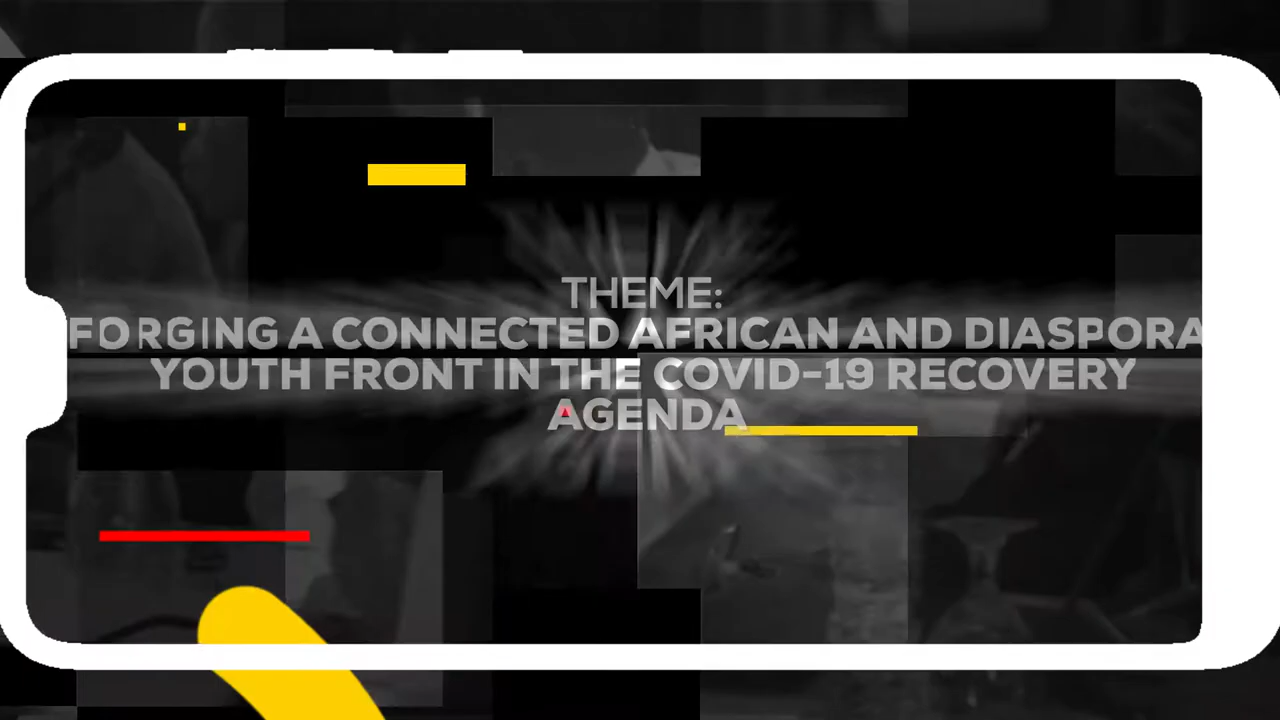 THEME:
FORGING A CONNECTED AFRICAN AND DIASPORA
YOUTH FRONT IN THE COVID-19 RECOVERY
AGENDA